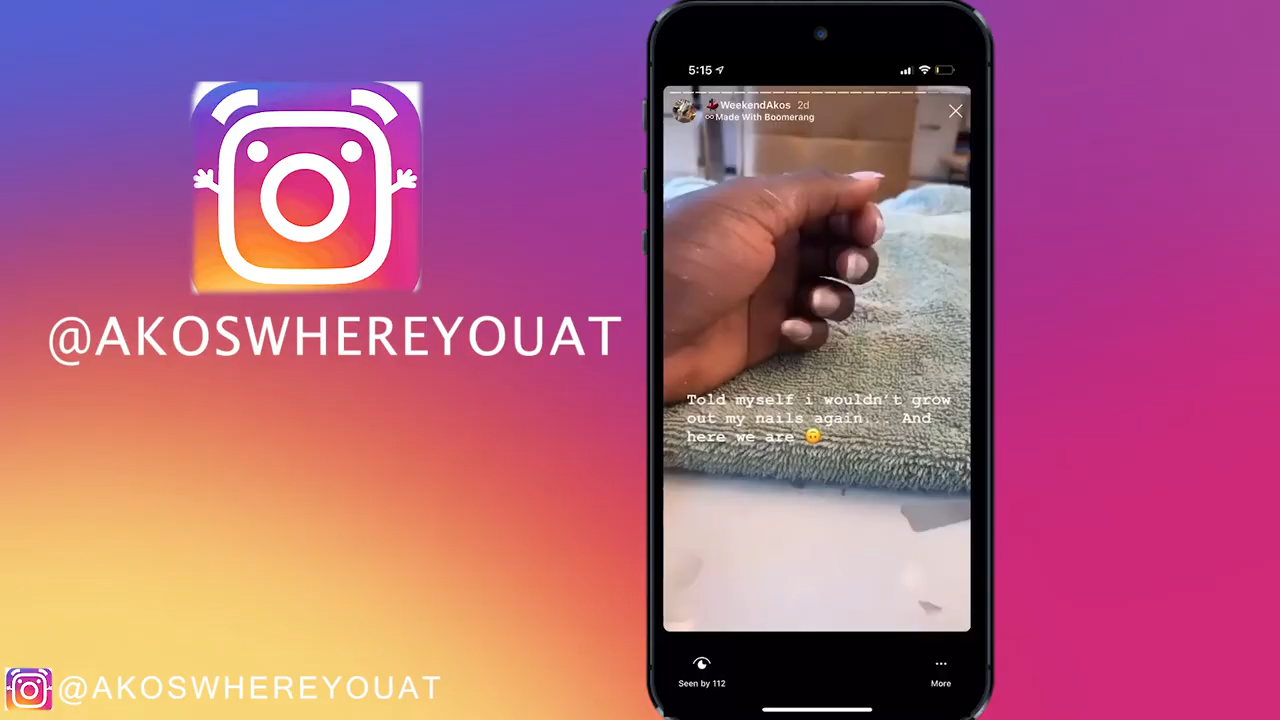 @AKOSWHEREYOUAT
5:15
WeekendAkos 2d
Made With Boomerang
Told myself i wouldn't grow
out my nails again... And
here we are 🙃
Seen by 112
More
@AKOSWHEREYOUAT